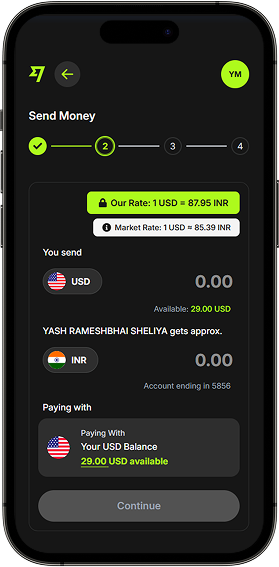 YM
Send Money
2
3
4
Our Rate: 1 USD = 87.95 INR
Market Rate: 1 USD = 85.39 INR
You send
USD
0.00
Available: 29.00 USD
YASH RAMESHBHAI SHELIYA gets approx.
INR
0.00
Account ending in 5856
Paying with
Paying With
Your USD Balance
29.00 USD available
Continue